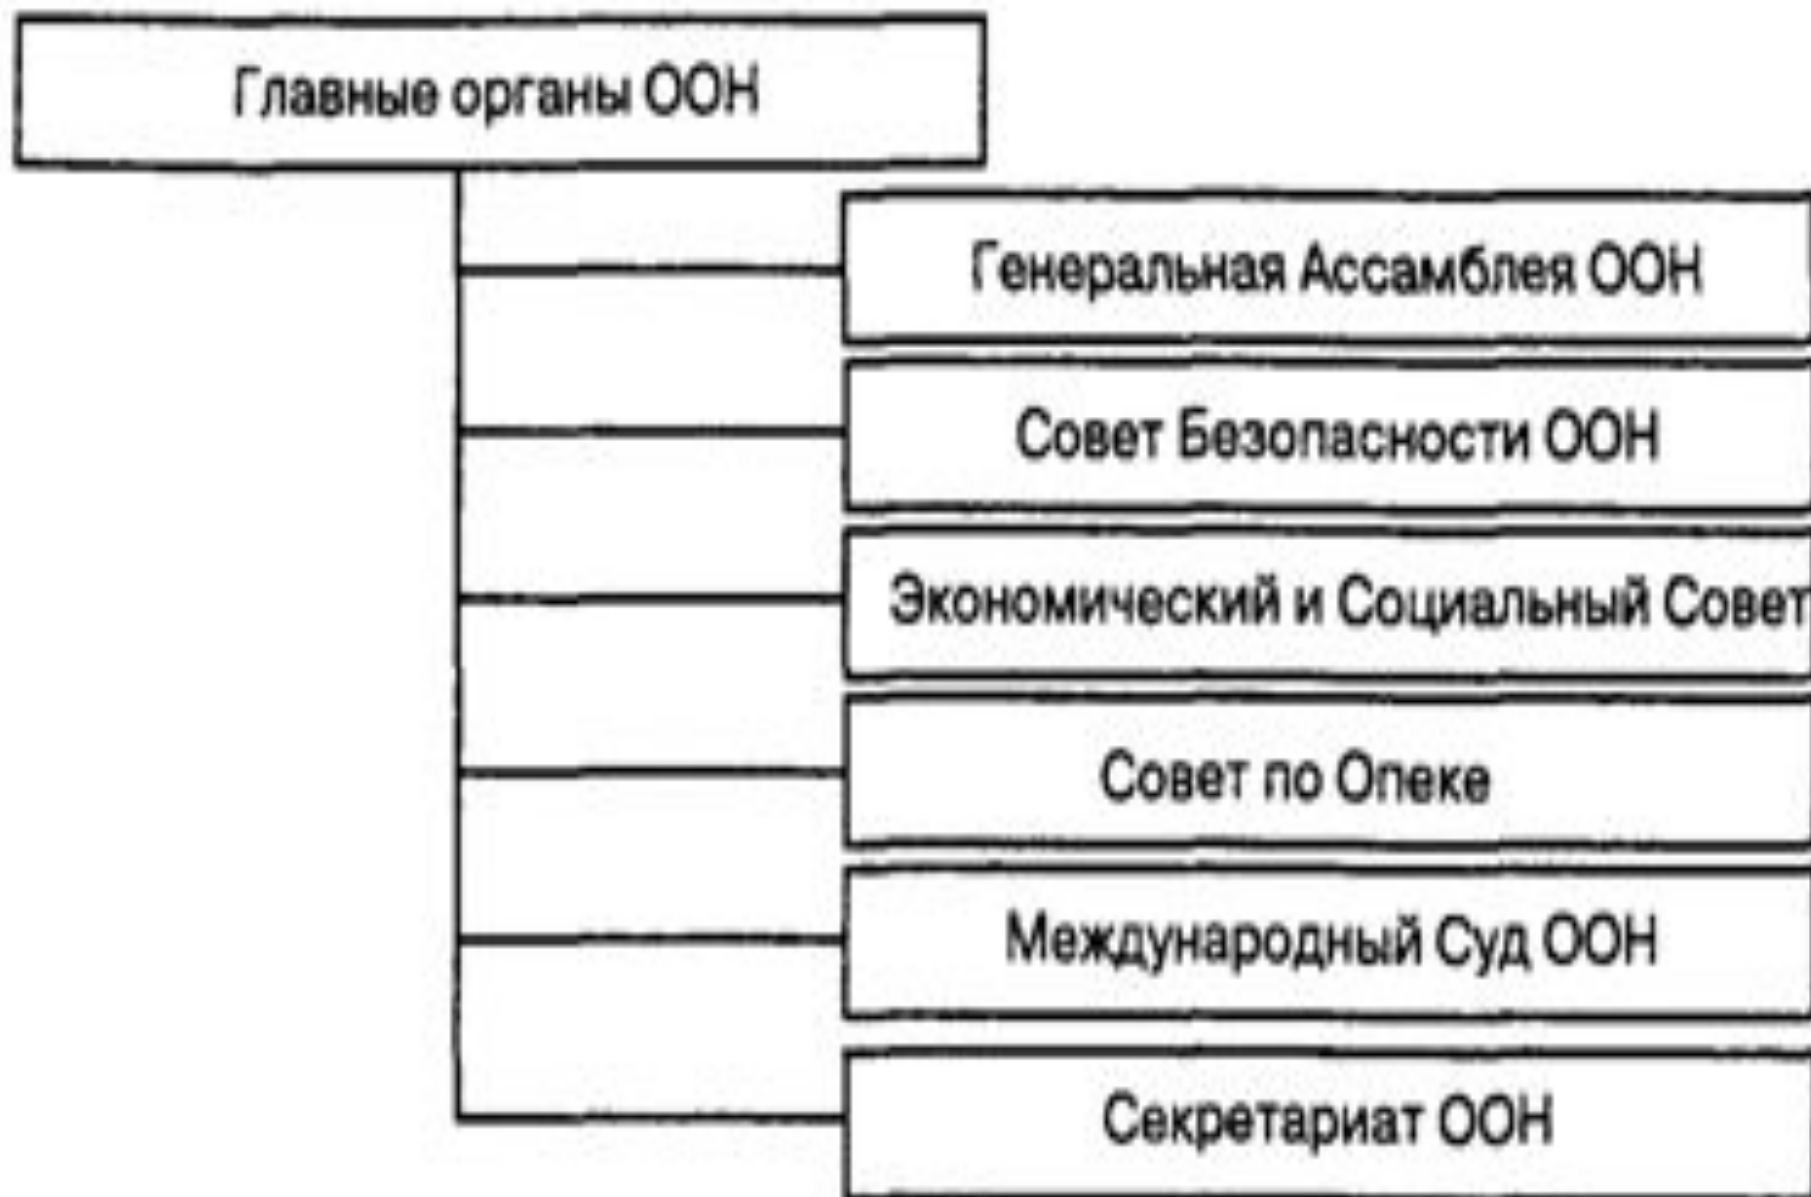 Главные органы ООН
Генеральная Ассамблея ООН
Совет Безопасности ООН
Экономический и Социальный Совет
Совет по Опеке
Международный Суд ООН
Секретариат ООН